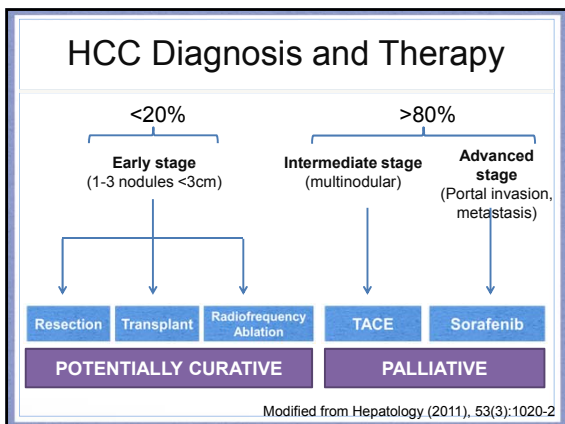 HCC Diagnosis and Therapy
<20%
>80%
Early stage
(1-3 nodules <3cm)
Intermediate stage
(multinodular)
Advanced
stage
(Portal invasion,
metastasis)
Resection
Transplant
Radiofrequency
Ablation
TACE
Sorafenib
POTENTIALLY CURATIVE
PALLIATIVE
Modified from Hepatology (2011), 53(3):1020-2